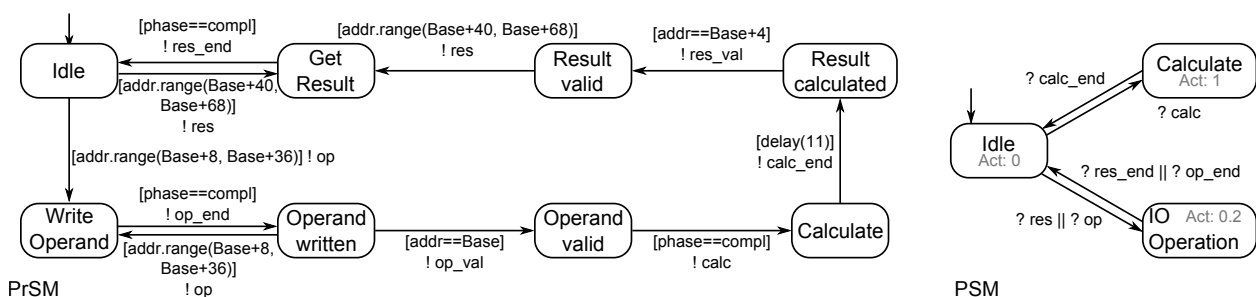 [phase==compl]
! res_end
[addr.range(Base+40, Base+68)]
! res
[addr==Base+4]
! res_val
Idle
Get
Result
Result
valid
Result
calculated
[addr.range(Base+40,
Base+68)]
! res
[addr.range(Base+8, Base+36)] ! op
[delay(11)]
! calc_end
[phase==compl]
! op_end
Write
Operand
Operand
written
Operand
valid
Calculate
[addr.range(Base+8,
Base+36)]
! op
[addr==Base]
! op_val
[phase==compl]
! calc
PrSM
Calculate
Act: 1
? calc_end
? calc
Idle
Act: 0
? res_end || ? op_end
? res || ? op
IO Act: 0.2
Operation
PSM